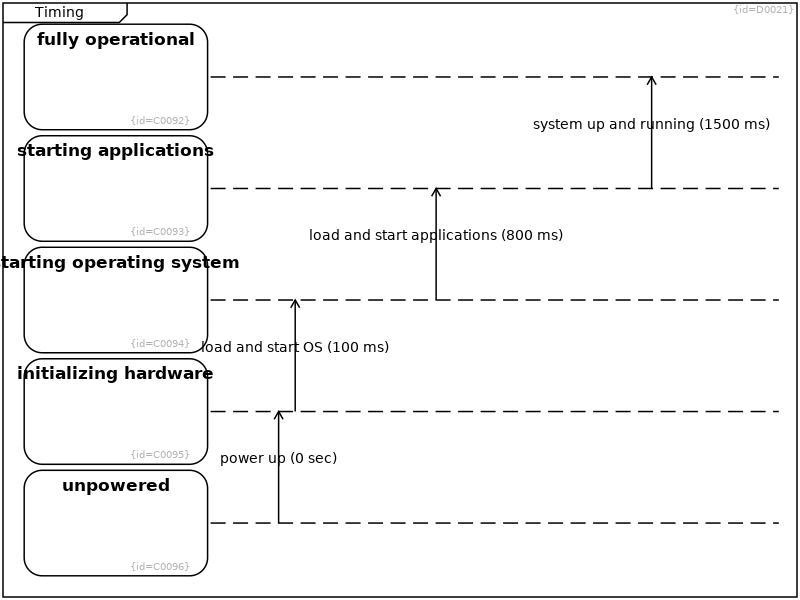 Timing
{id=D0021}
fully operational
{id=C0092}
system up and running (1500 ms)
starting applications
{id=C0093}
load and start applications (800 ms)
tarting operating system
{id=C0094}
load and start OS (100 ms)
initializing hardware
{id=C0095}
power up (0 sec)
unpowered
{id=C0096}